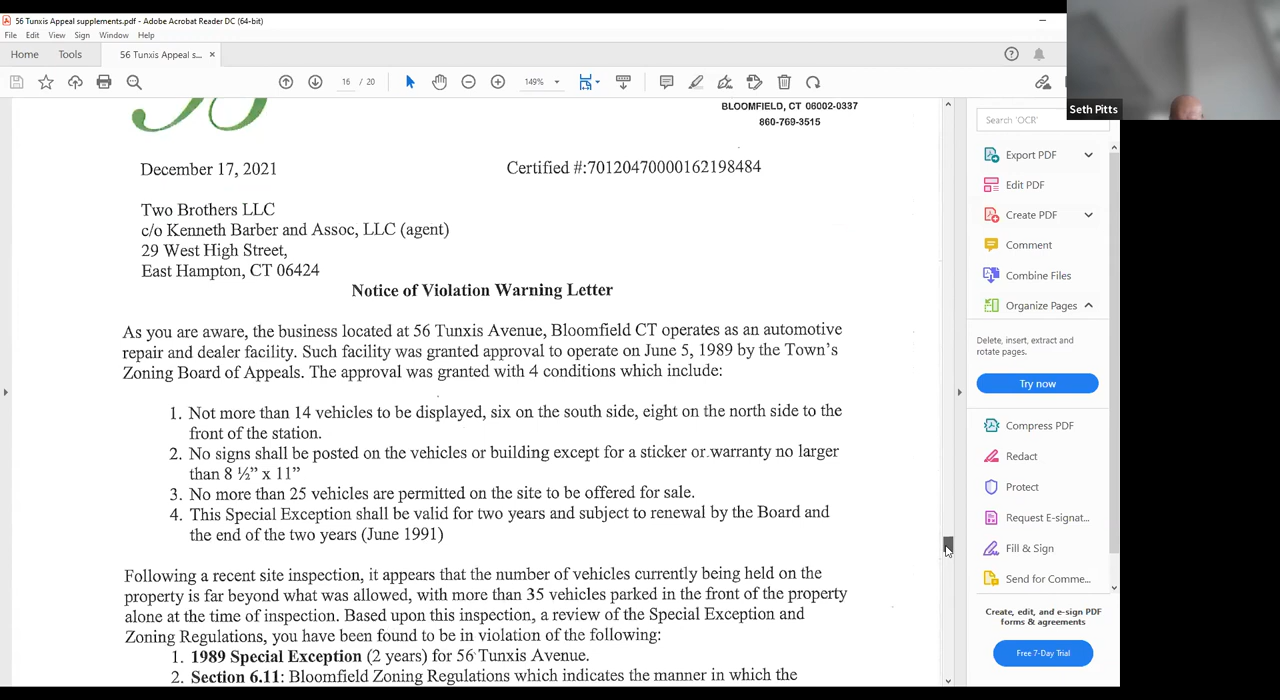 56 Tunxis Appeal supplements.pdf - Adobe Acrobat Reader DC (64-bit)
File Edit View Sign Window Help
Home Tools 56 Tunxis Appeal s... ×
16 / 20 149%
Seth Pitts
BLOOMFIELD, CT 06002-0337
860-769-3515
December 17, 2021 Certified #:70120470000162198484
Two Brothers LLC
c/o Kenneth Barber and Assoc, LLC (agent)
29 West High Street,
East Hampton, CT 06424
Notice of Violation Warning Letter
As you are aware, the business located at 56 Tunxis Avenue, Bloomfield CT operates as an automotive
repair and dealer facility. Such facility was granted approval to operate on June 5, 1989 by the Town's
Zoning Board of Appeals. The approval was granted with 4 conditions which include:
1. Not more than 14 vehicles to be displayed, six on the south side, eight on the north side to the
front of the station.
2. No signs shall be posted on the vehicles or building except for a sticker or warranty no larger
than 8 ½" x 11"
3. No more than 25 vehicles are permitted on the site to be offered for sale.
4. This Special Exception shall be valid for two years and subject to renewal by the Board and
the end of the two years (June 1991)
Following a recent site inspection, it appears that the number of vehicles currently being held on the
property is far beyond what was allowed, with more than 35 vehicles parked in the front of the property
alone at the time of inspection. Based upon this inspection, a review of the Special Exception and
Zoning Regulations, you have been found to be in violation of the following:
1. 1989 Special Exception (2 years) for 56 Tunxis Avenue.
2. Section 6.11: Bloomfield Zoning Regulations which indicates the manner in which the
Search 'OCR'
Export PDF
Edit PDF
Create PDF
Comment
Combine Files
Organize Pages
Delete, insert, extract and
rotate pages.
Try now
Compress PDF
Redact
Protect
Request E-signat...
Fill & Sign
Send for Comme...
Create, edit, and e-sign PDF
forms & agreements
Free 7-Day Trial